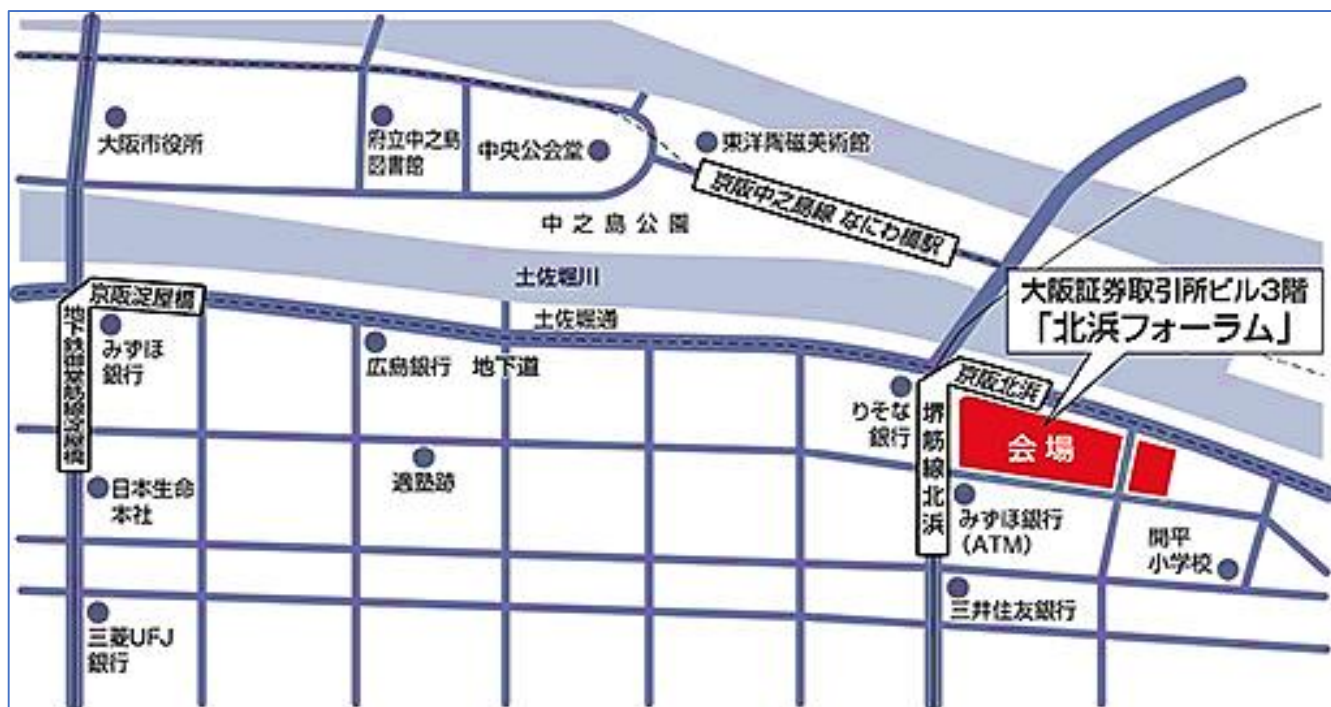 大阪市役所
府立中之島
図書館
中央公会堂
東洋陶磁美術館
京阪中之島線 なにわ橋駅
中之島公園
土佐堀川
土佐堀通
大阪証券取引所ビル3階
「北浜フォーラム」
京阪淀屋橋
地下鉄御堂筋線淀屋橋
みずほ
銀行
広島銀行
地下道
りそな
銀行
京阪北浜
堺筋線北浜
会場
日本生命
本社
適塾跡
みずほ銀行
(ATM)
開平
小学校
三井住友銀行
三菱UFJ
銀行